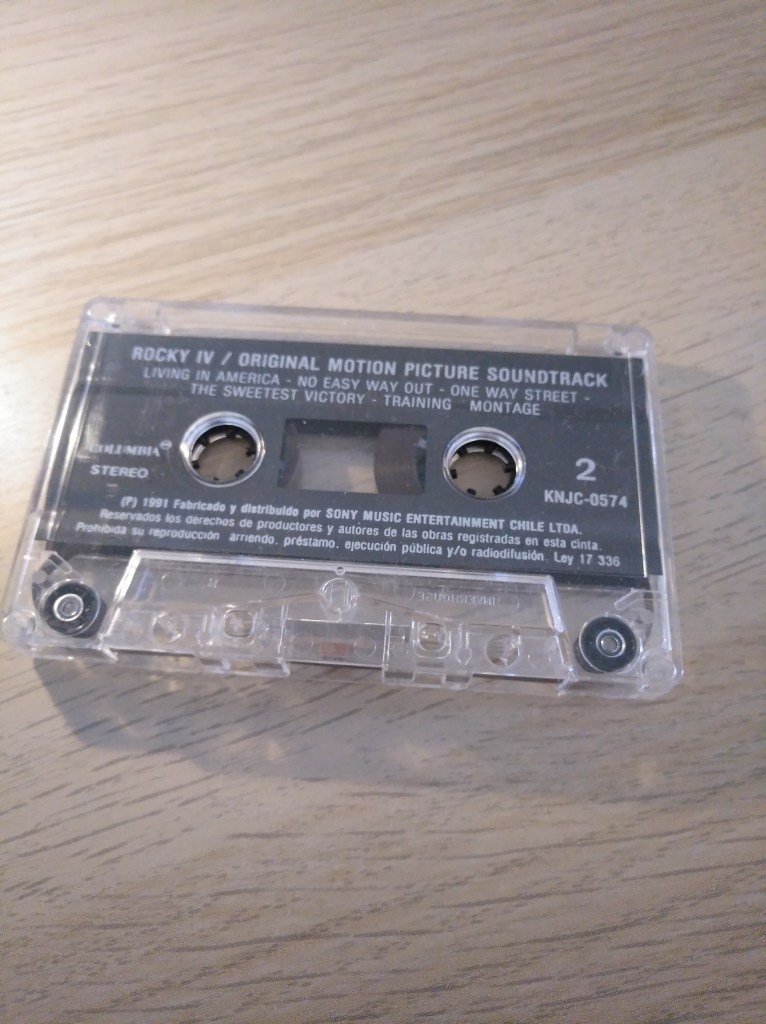 ROCKY IV / ORIGINAL MOTION PICTURE SOUNDTRACK
LIVING IN AMERICA - NO EASY WAY OUT - ONE WAY STREET -
THE SWEETEST VICTORY - TRAINING MONTAGE
COLUMBIA
STEREO
2
KNJC-0574
(P) 1991 Fabricado y distribuido por SONY MUSIC ENTERTAINMENT CHILE LTDA.
Reservados los derechos de productores y autores de las obras registradas en esta cinta.
Prohibida su reproducción arriendo, préstamo, ejecución pública y/o radiodifusión. Ley 17 336